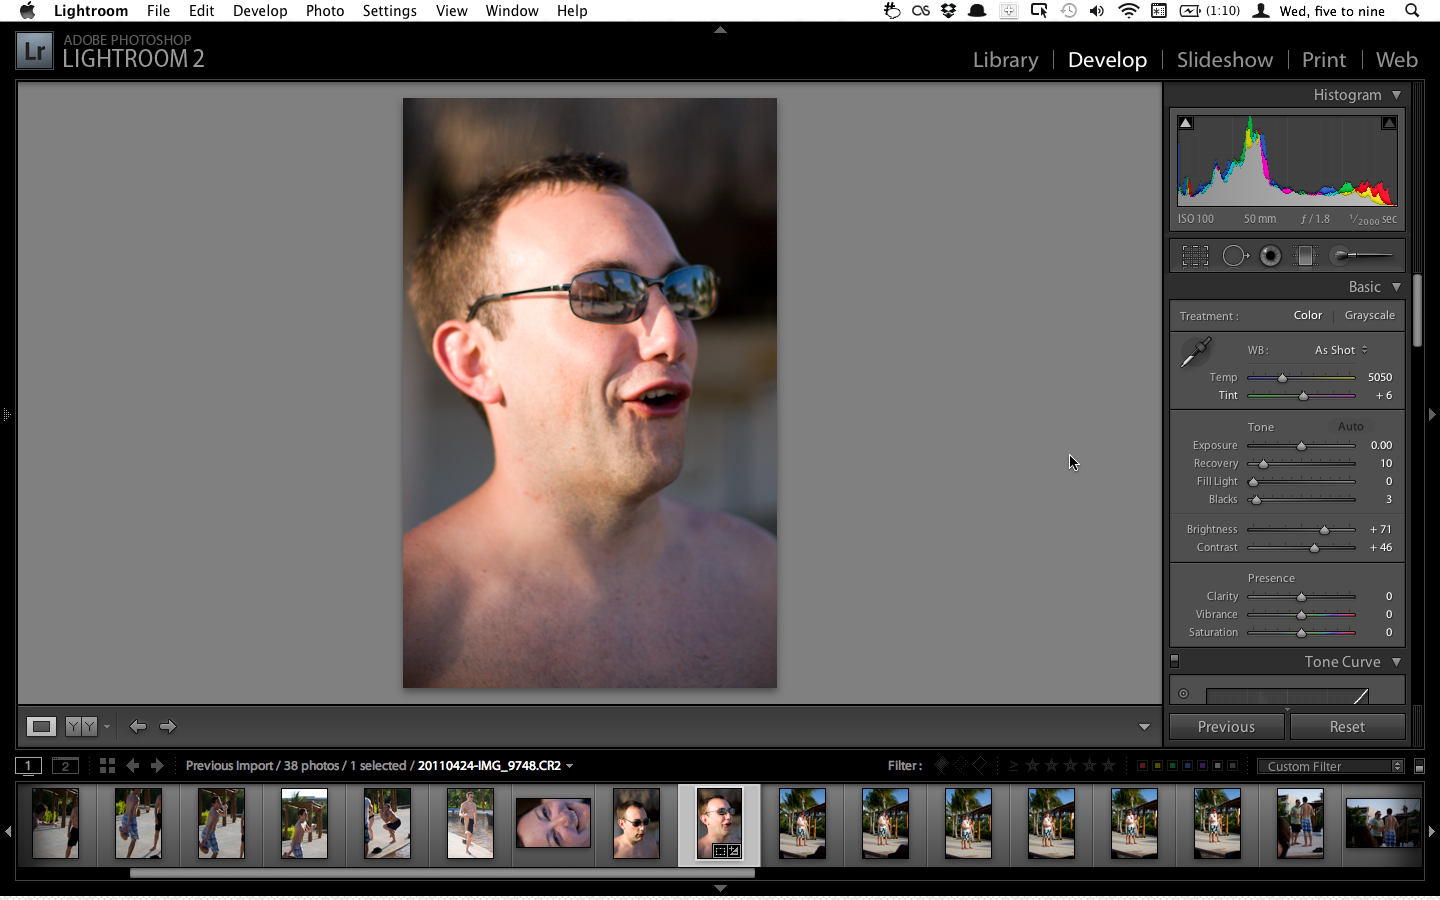 Lightroom File Edit Develop Photo Settings View Window Help (1:10) Wed, five to nine
Lr ADOBE PHOTOSHOP
LIGHTROOM 2
Library Develop Slideshow Print Web
Histogram
ISO 100 50 mm ƒ / 1.8 1/2000 sec
Basic
Treatment : Color Grayscale
WB : As Shot
Temp 5050
Tint + 6
Tone Auto
Exposure 0.00
Recovery 10
Fill Light 0
Blacks 3
Brightness + 71
Contrast + 46
Presence
Clarity 0
Vibrance 0
Saturation 0
Tone Curve
Y Y Previous Reset
1 2 Previous Import / 38 photos / 1 selected / 20110424-IMG_9748.CR2 Filter : ≥ Custom Filter